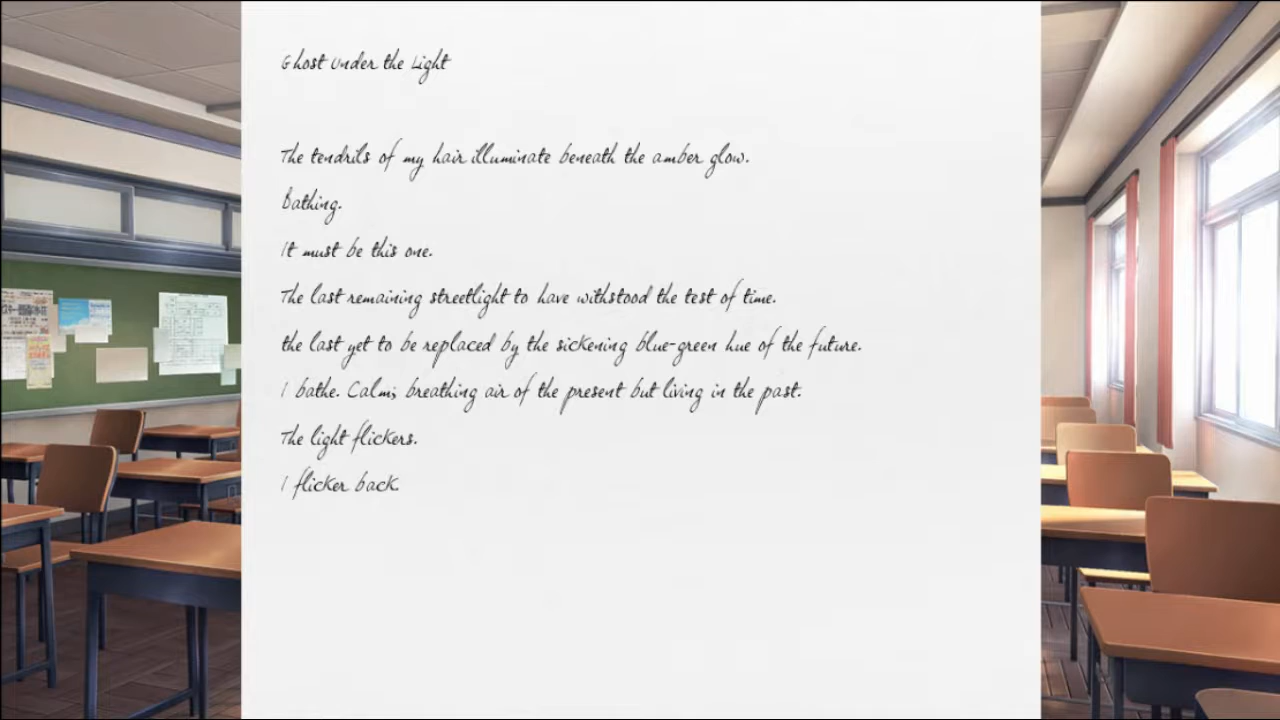 Ghost Under the Light
The tendrils of my hair illuminate beneath the amber glow.
Bathing.
It must be this one.
The last remaining streetlight to have withstood the test of time.
the last yet to be replaced by the sickening blue-green hue of the future.
I bathe. Calm; breathing air of the present but living in the past.
The light flickers.
I flicker back.